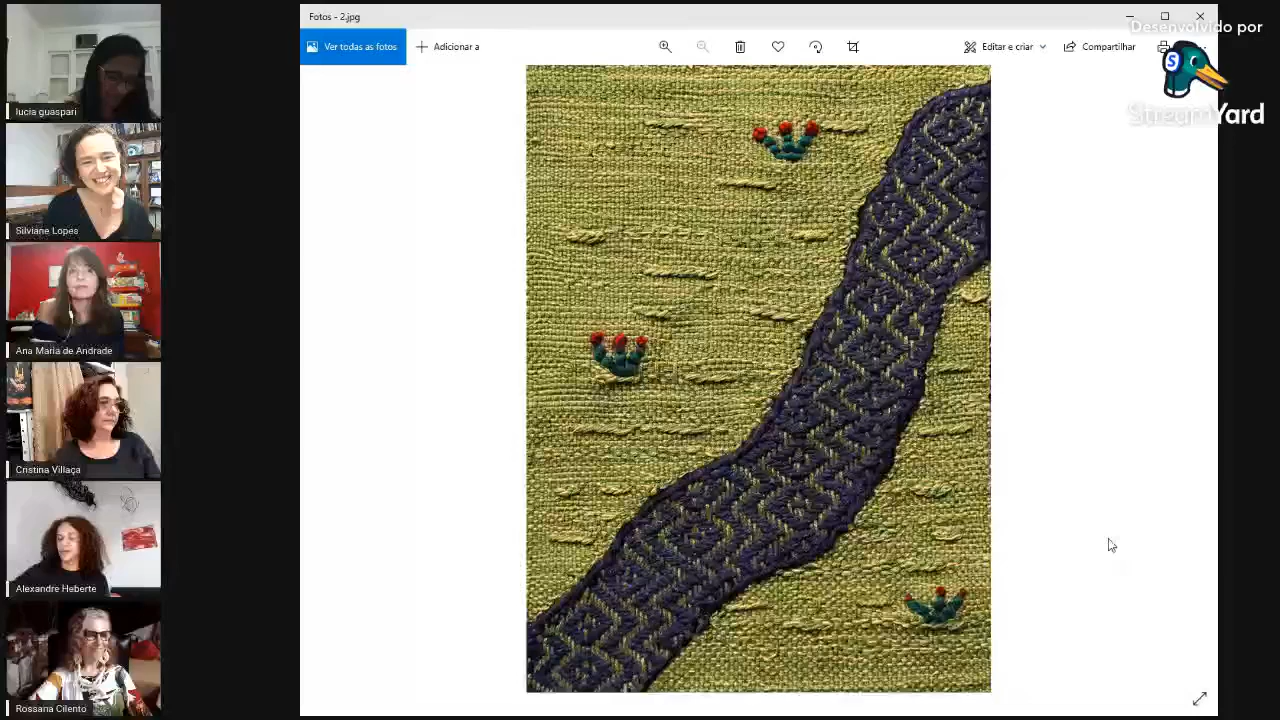 Fotos - 2.jpg
Desenvolvido por
StreamYard
Ver todas as fotos
Adicionar a
Editar e criar
Compartilhar
lucia guaspari
Silviane Lopes
Ana Maria de Andrade
Cristina Villaça
Alexandre Heberte
Rossana Cilento